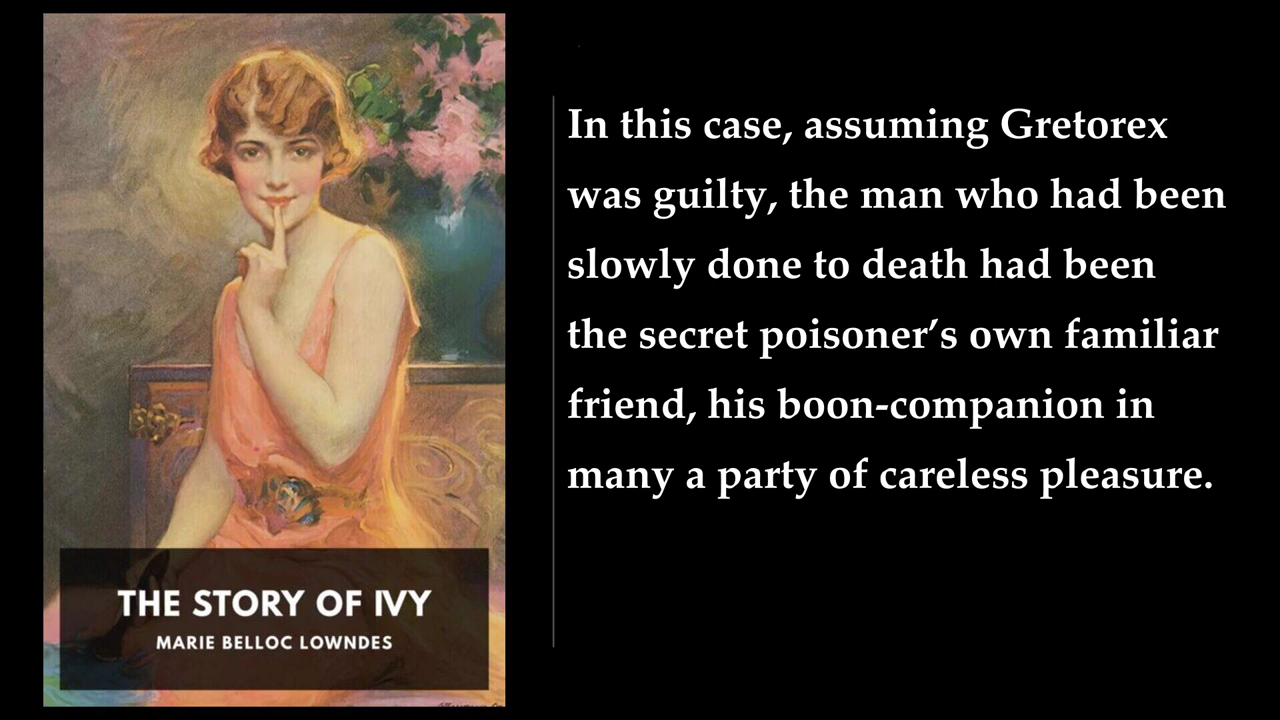 THE STORY OF IVY
MARIE BELLOC LOWNDES
In this case, assuming Gretorex
was guilty, the man who had been
slowly done to death had been
the secret poisoner’s own familiar
friend, his boon-companion in
many a party of careless pleasure.